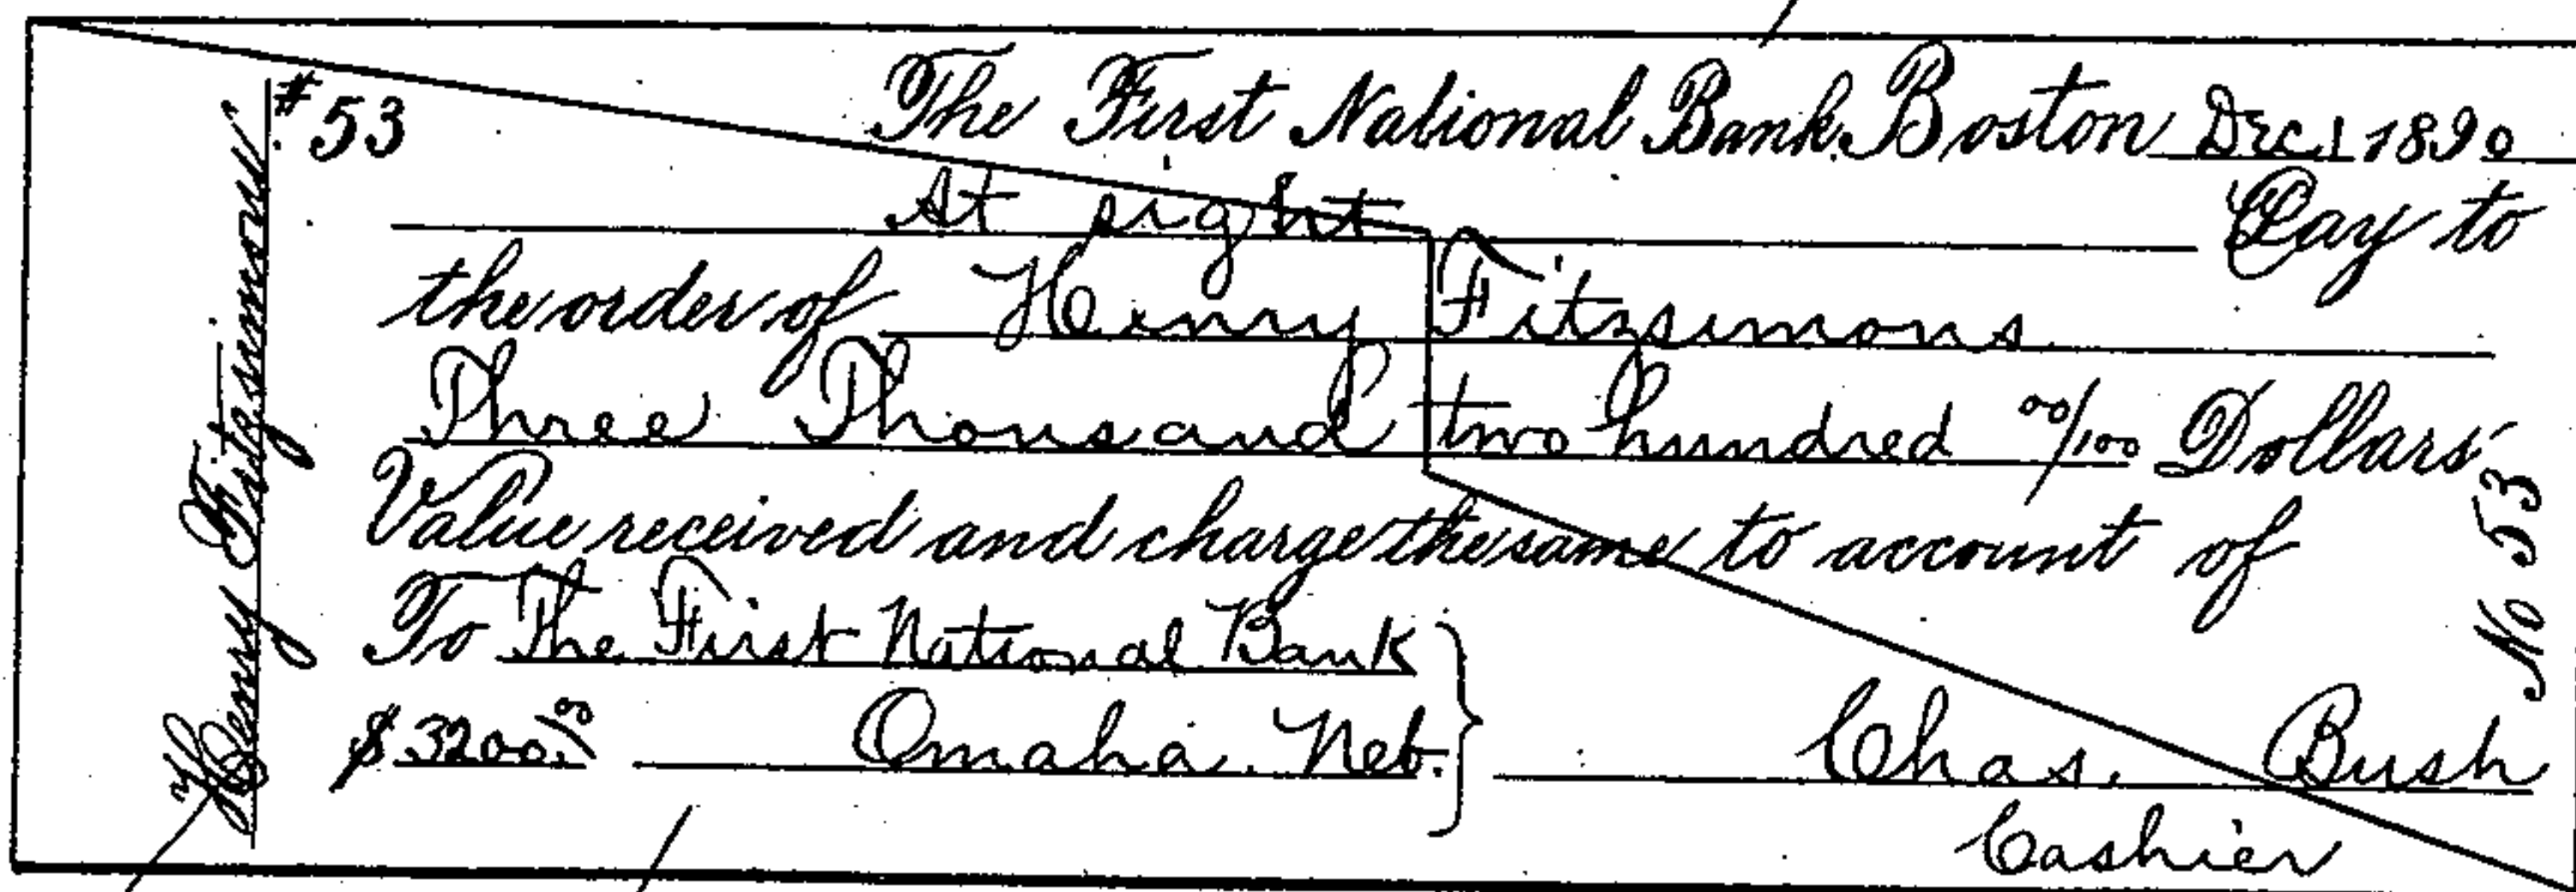 #53
The First National Bank. Boston Dec 1 1890
At sight Pay to
the order of Henry Fitzsimons
Three Thousand two hundred 00/100 Dollars
Value received and charge the same to account of
To The First National Bank
$3200.00 Omaha. Neb. Chas. Bush
Cashier
Henry Fitzsimons
No 53